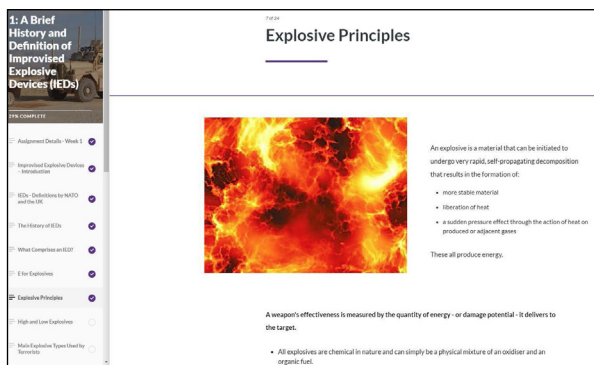 1: A Brief
History and
Definition of
Improvised
Explosive
Devices (IEDs)
29% COMPLETE
Assignment Details - Week 1
Improvised Explosive Devices
- Introduction
IEDs - Definitions by NATO
and the UK
The History of IEDs
What Comprises an IED?
E for Explosives
Explosive Principles
High and Low Explosives
Main Explosive Types Used by
Terrorists
7 of 24
Explosive Principles
An explosive is a material that can be initiated to
undergo very rapid, self-propagating decomposition
that results in the formation of:
• more stable material
• liberation of heat
• a sudden pressure effect through the action of heat on
produced or adjacent gases
These all produce energy.
A weapon's effectiveness is measured by the quantity of energy - or damage potential - it delivers to
the target.
• All explosives are chemical in nature and can simply be a physical mixture of an oxidiser and an
organic fuel.